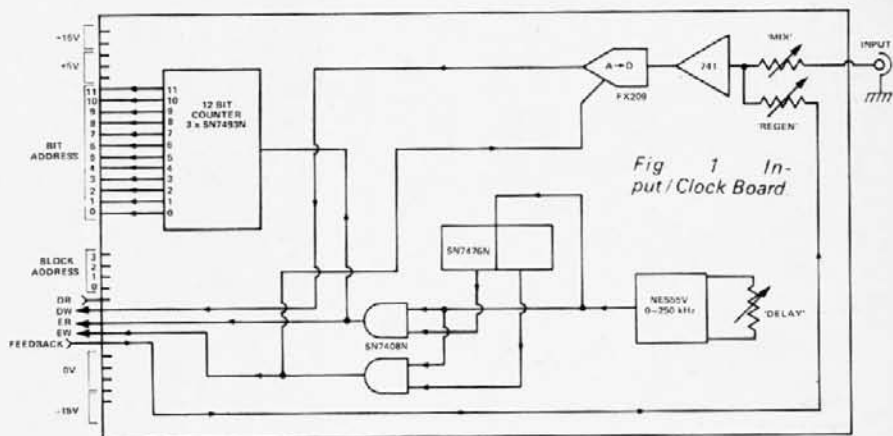 +15V
+5V
11
10
9
8
7
6
5
4
3
2
1
0
BIT
ADDRESS
11
10
9
8
7
6
5
4
3
2
1
0
12 BIT
COUNTER
3 x SN7493N
A→D
FX209
741
'MIX'
INPUT
'REGEN'
Fig 1 In-
put/Clock Board
BLOCK
ADDRESS
3
2
1
0
DR
DW
ER
EW
FEEDBACK
0V
-15V
SN7476N
SN7408N
NE555V
0–250 kHz
'DELAY'